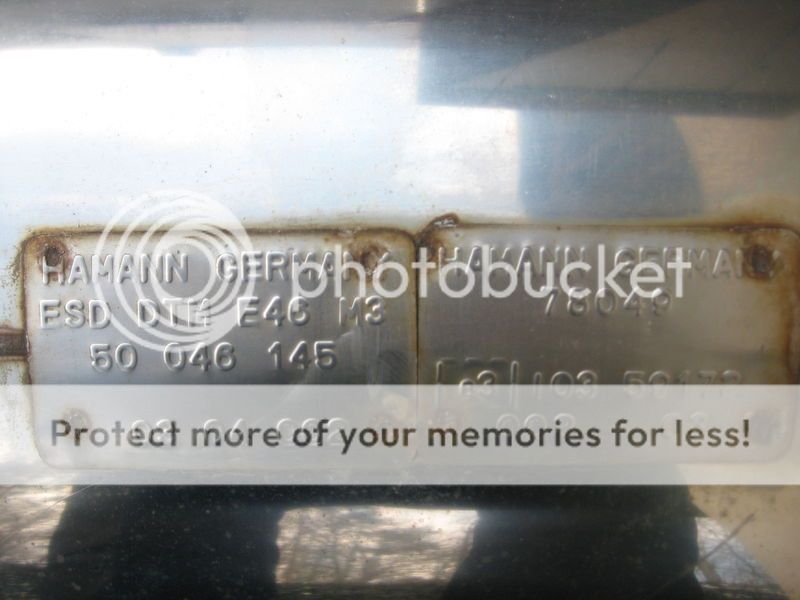 HAMANN GERMANY
ESD DTM E46 M3
50 046 145
HAMANN GERMANY
78049
photobucket
Protect more of your memories for less!